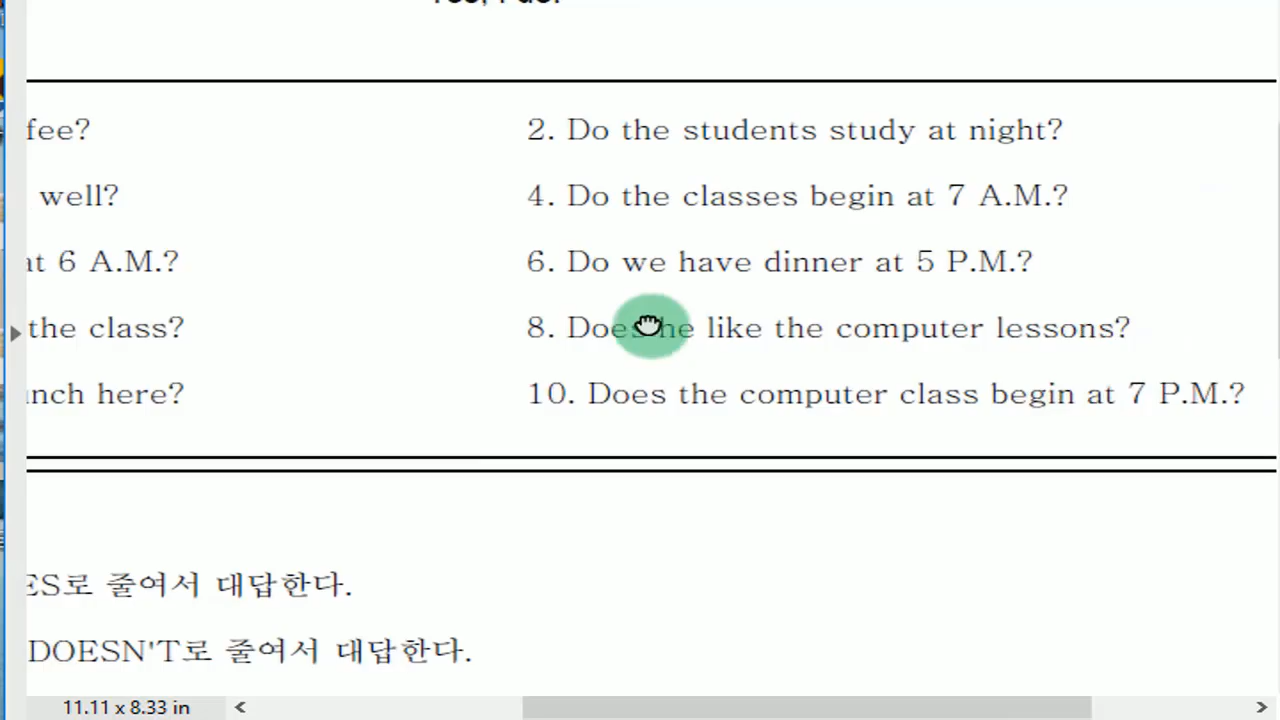 Yes, I do.
fee?
2. Do the students study at night?
well?
4. Do the classes begin at 7 A.M.?
at 6 A.M.?
6. Do we have dinner at 5 P.M.?
the class?
8. Does he like the computer lessons?
unch here?
10. Does the computer class begin at 7 P.M.?
ES로 줄여서 대답한다.
DOESN'T로 줄여서 대답한다.
11.11 x 8.33 in